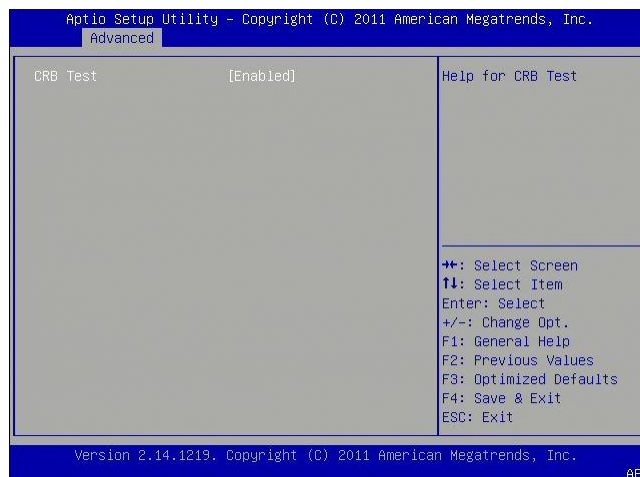 Aptio Setup Utility – Copyright (C) 2011 American Megatrends, Inc.
Advanced
CRB Test [Enabled]
Help for CRB Test
→←: Select Screen
↑↓: Select Item
Enter: Select
+/-: Change Opt.
F1: General Help
F2: Previous Values
F3: Optimized Defaults
F4: Save & Exit
ESC: Exit
Version 2.14.1219. Copyright (C) 2011 American Megatrends, Inc.